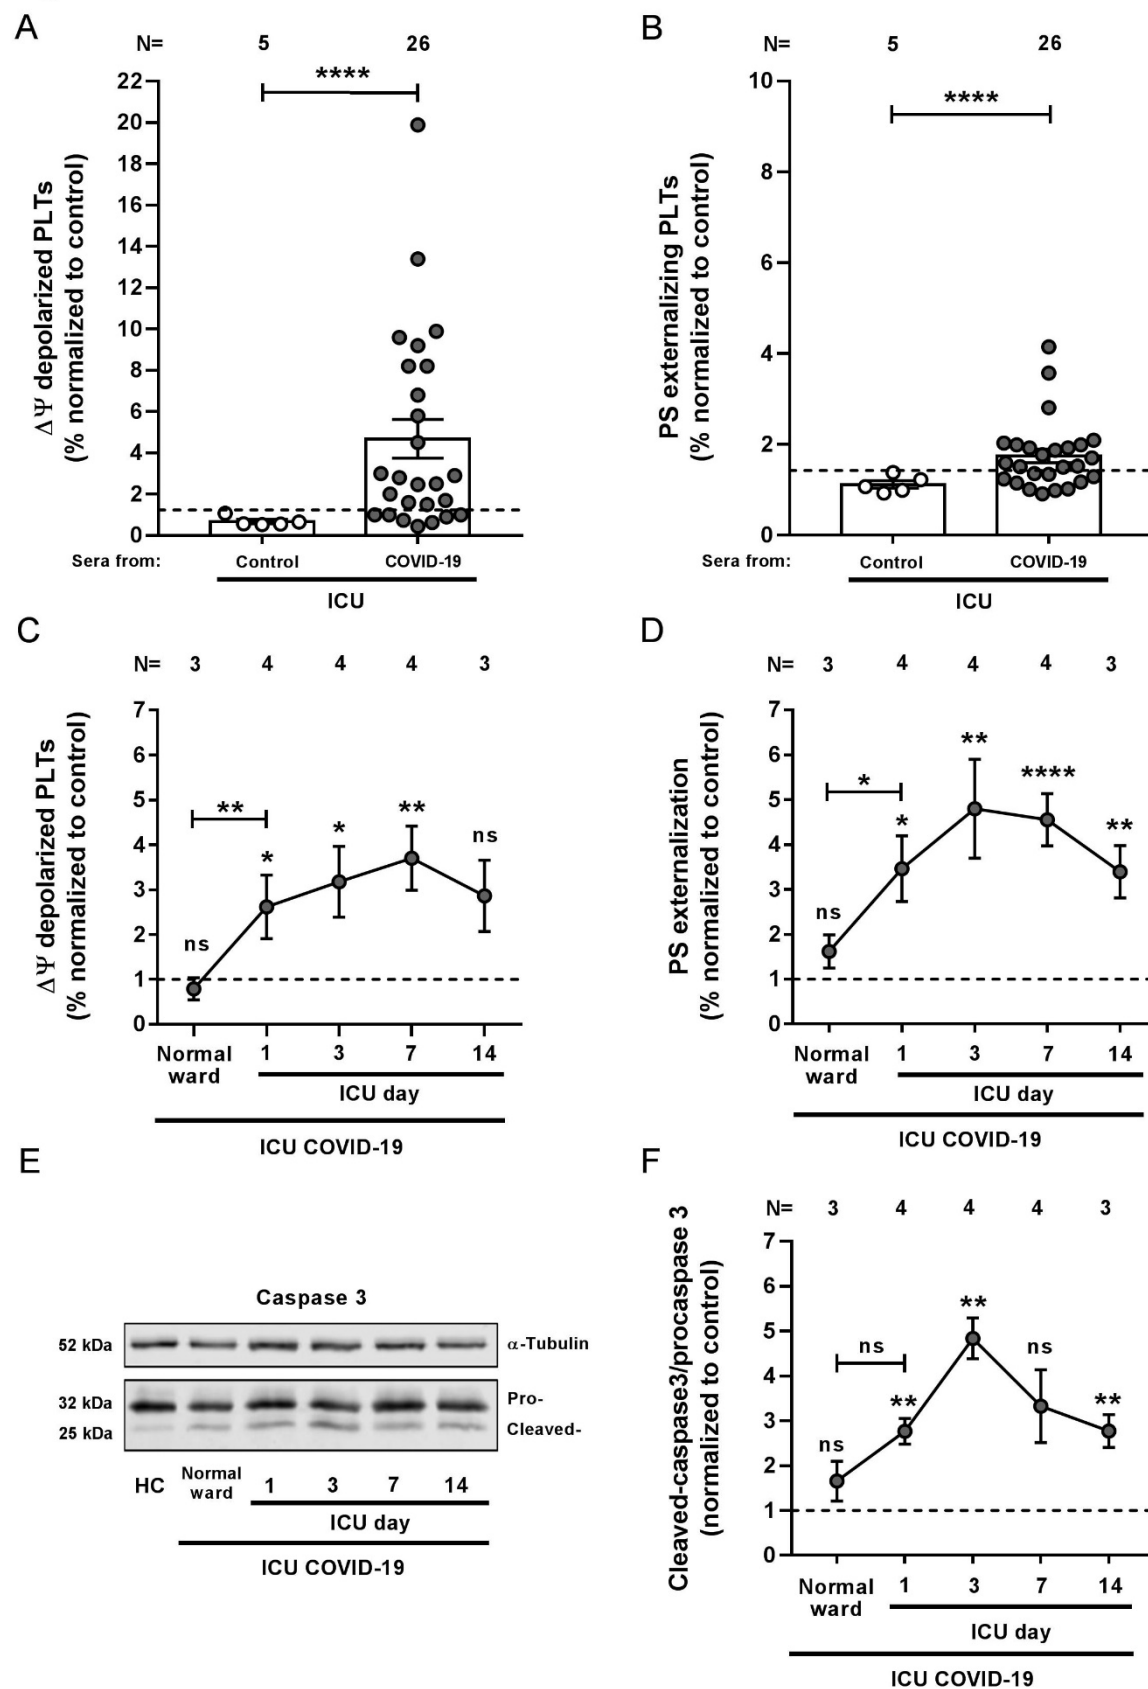 A
N= 5 26
****
22
20
18
16
14
12
10
8
6
4
2
0
ΔΨ depolarized PLTs
(% normalized to control)
Sera from: Control COVID-19
ICU
B
N= 5 26
****
10
8
6
4
2
0
PS externalizing PLTs
(% normalized to control)
Sera from: Control COVID-19
ICU
C
N= 3 4 4 4 3
7
6
5
4
3
2
1
0
ΔΨ depolarized PLTs
(% normalized to control)
ns
**
*
*
**
ns
Normal
ward
1 3 7 14
ICU day
ICU COVID-19
D
N= 3 4 4 4 3
7
6
5
4
3
2
1
0
PS externalization
(% normalized to control)
ns
*
*
**
****
**
Normal
ward
1 3 7 14
ICU day
ICU COVID-19
E
Caspase 3
52 kDa α-Tubulin
32 kDa Pro-
25 kDa Cleaved-
HC Normal
ward
1 3 7 14
ICU day
ICU COVID-19
F
N= 3 4 4 4 3
7
6
5
4
3
2
1
0
Cleaved-caspase3/procaspase 3
(normalized to control)
ns
ns
**
**
ns
**
Normal
ward
1 3 7 14
ICU day
ICU COVID-19